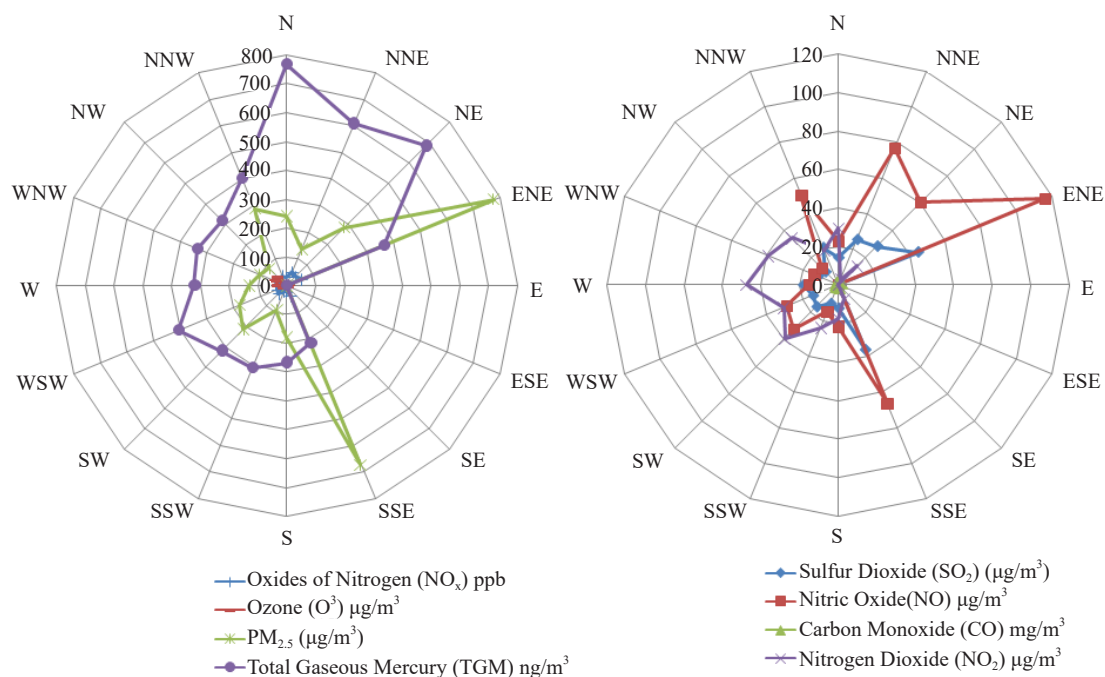 N
NNE
NE
ENE
E
ESE
SE
SSE
S
SSW
SW
WSW
W
WNW
NW
NNW
800
700
600
500
400
300
200
100
0
Oxides of Nitrogen (NOx) ppb
Ozone (O³) µg/m³
PM2.5 (µg/m³)
Total Gaseous Mercury (TGM) ng/m³
N
NNE
NE
ENE
E
ESE
SE
SSE
S
SSW
SW
WSW
W
WNW
NW
NNW
120
100
80
60
40
20
0
Sulfur Dioxide (SO₂) (µg/m³)
Nitric Oxide(NO) µg/m³
Carbon Monoxide (CO) mg/m³
Nitrogen Dioxide (NO₂) µg/m³